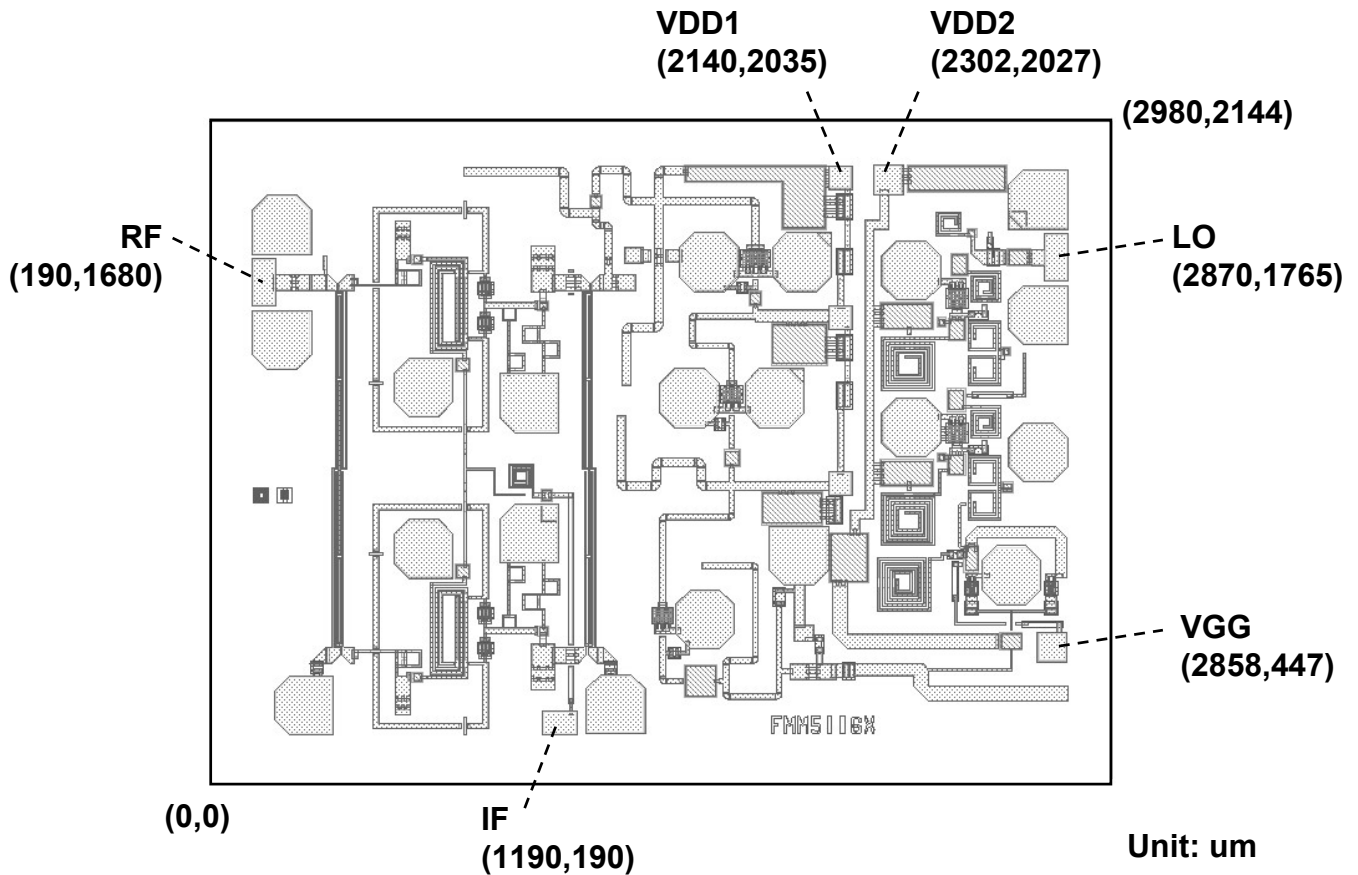 VDD1
(2140,2035)
VDD2
(2302,2027)
(2980,2144)
RF
(190,1680)
LO
(2870,1765)
VGG
(2858,447)
FMM5116X
(0,0)
IF
(1190,190)
Unit: um